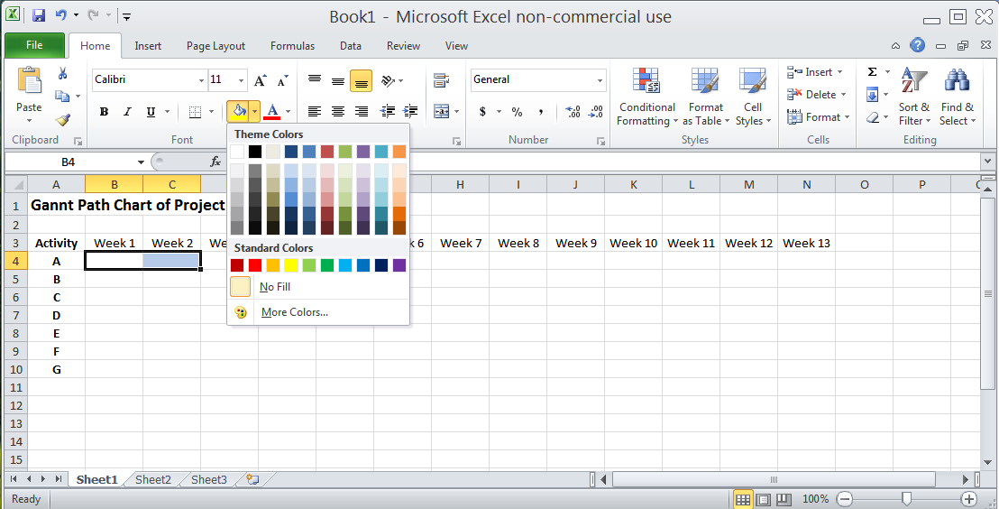 Book1 - Microsoft Excel non-commercial use
File Home Insert Page Layout Formulas Data Review View
Calibri 11 General
Paste
B I U $ % ,
Conditional Formatting Format as Table Cell Styles
Insert
Delete
Format
Sort & Filter Find & Select
Clipboard Font Number Styles Cells Editing
B4 fx
Theme Colors
Standard Colors
No Fill
More Colors...
A B C H I J K L M N O P
1 Gannt Path Chart of Project
2
3 Activity Week 1 Week 2 We 6 Week 7 Week 8 Week 9 Week 10 Week 11 Week 12 Week 13
4 A
5 B
6 C
7 D
8 E
9 F
10 G
11
12
13
14
15
Sheet1 Sheet2 Sheet3
Ready 100%